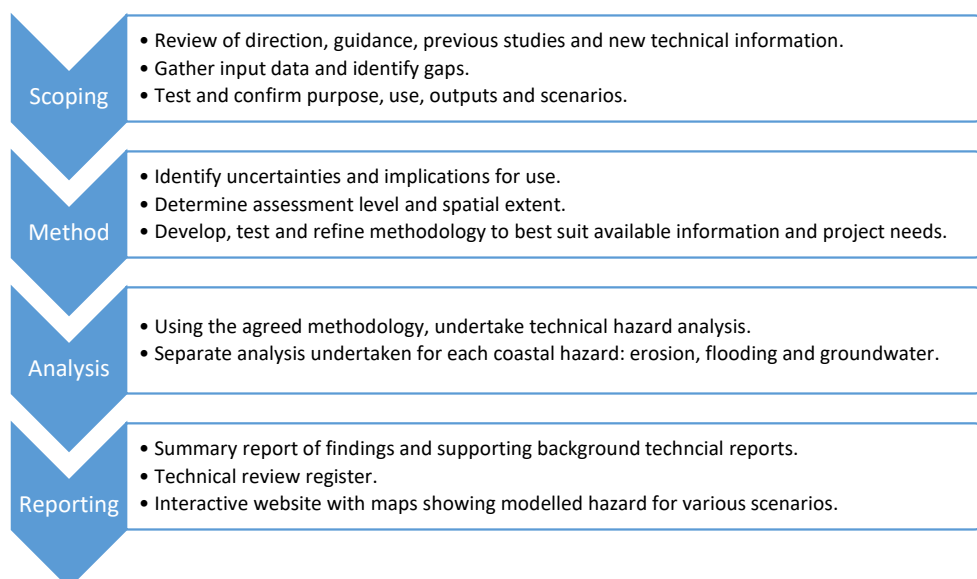 Scoping
• Review of direction, guidance, previous studies and new technical information.
• Gather input data and identify gaps.
• Test and confirm purpose, use, outputs and scenarios.
Method
• Identify uncertainties and implications for use.
• Determine assessment level and spatial extent.
• Develop, test and refine methodology to best suit available information and project needs.
Analysis
• Using the agreed methodology, undertake technical hazard analysis.
• Separate analysis undertaken for each coastal hazard: erosion, flooding and groundwater.
Reporting
• Summary report of findings and supporting background techncial reports.
• Technical review register.
• Interactive website with maps showing modelled hazard for various scenarios.